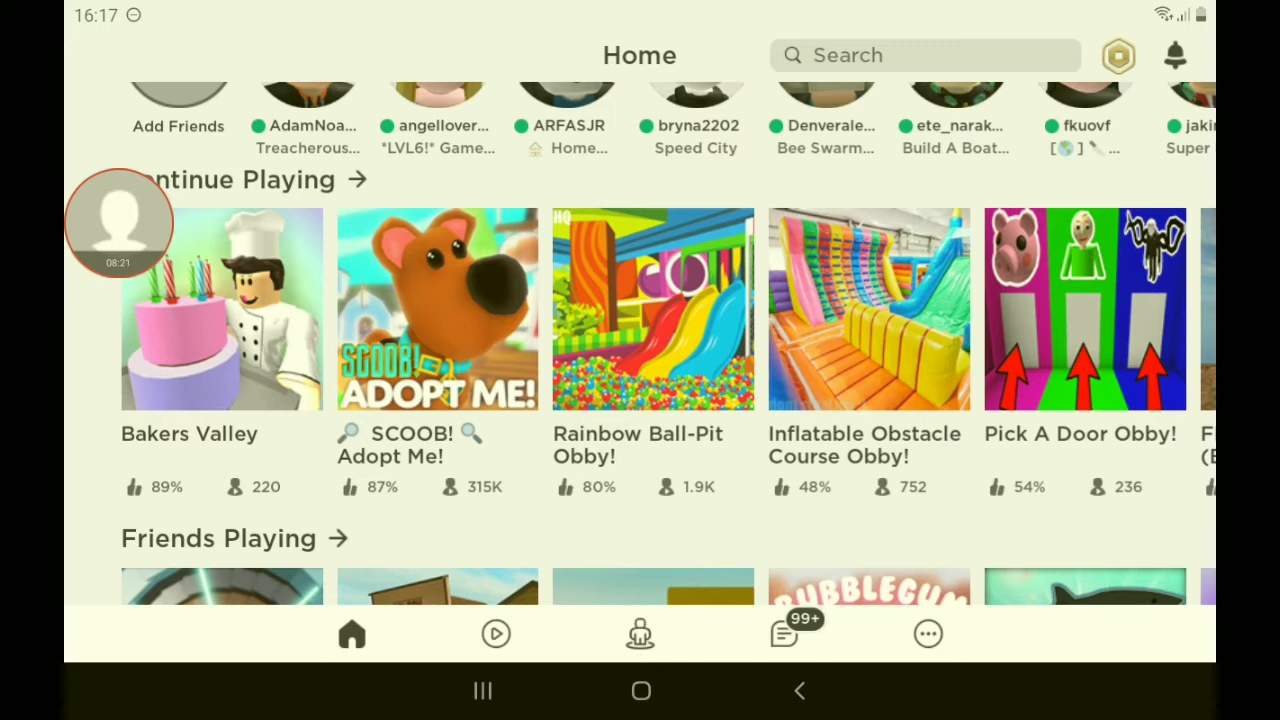 16:17
Home
Search
Add Friends
AdamNoa...
angellover...
ARFASJR
bryna2202
Denverale...
ete_narak...
fkuovf
jakir
Treacherous...
*LVL6!* Game...
Home...
Speed City
Bee Swarm...
Build A Boat...
[🌎] 🔪 ...
Super
ntinue Playing →
08:21
HQ
SCOOB!
ADOPT ME!
Bakers Valley
🔎 SCOOB! 🔍
Adopt Me!
Rainbow Ball-Pit
Obby!
Inflatable Obstacle
Course Obby!
Pick A Door Obby!
89%
220
87%
315K
80%
1.9K
48%
752
54%
236
Friends Playing →
BUBBLEGUM
99+